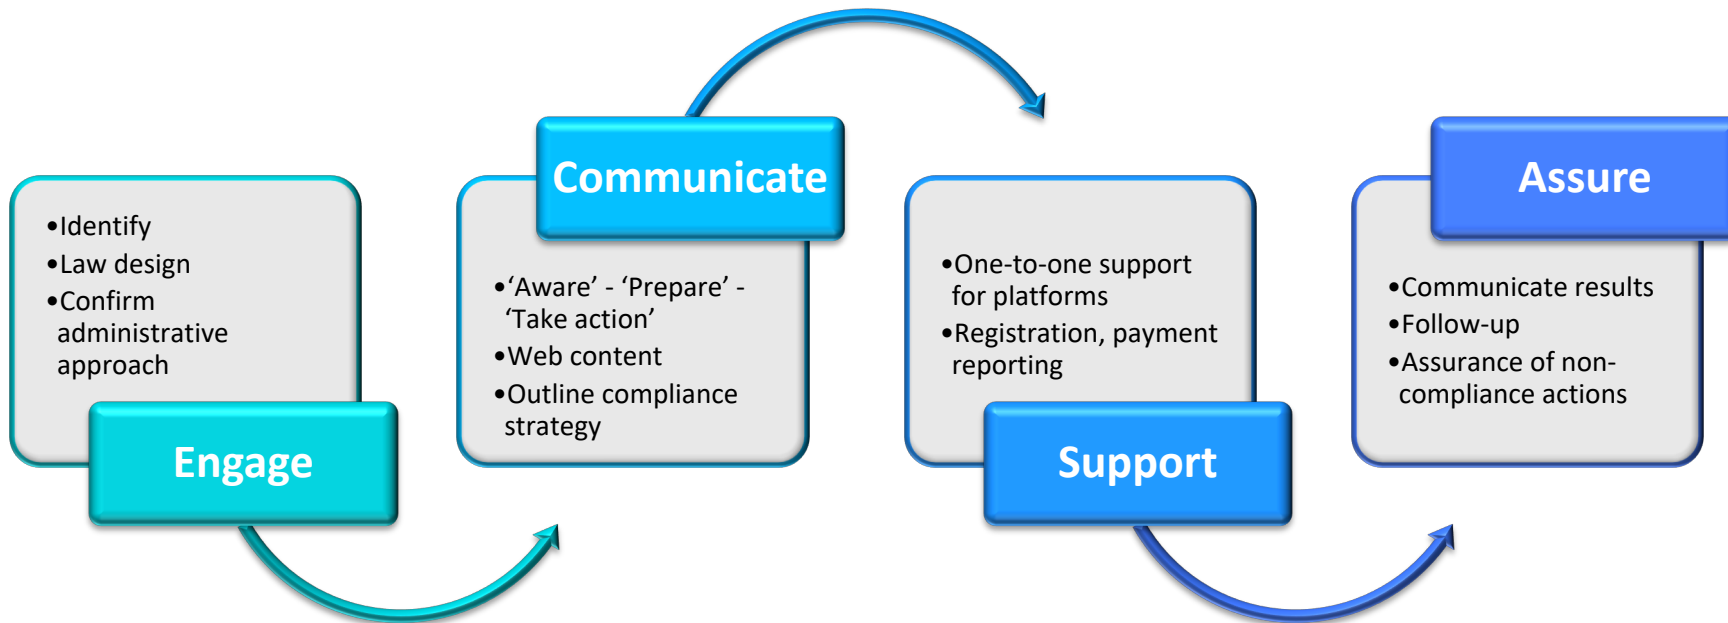 •Identify
•Law design
•Confirm
administrative
approach
Engage
Communicate
•‘Aware’ - ‘Prepare’ -
‘Take action’
•Web content
•Outline compliance
strategy
•One-to-one support
for platforms
•Registration, payment
reporting
Support
Assure
•Communicate results
•Follow-up
•Assurance of non-
compliance actions